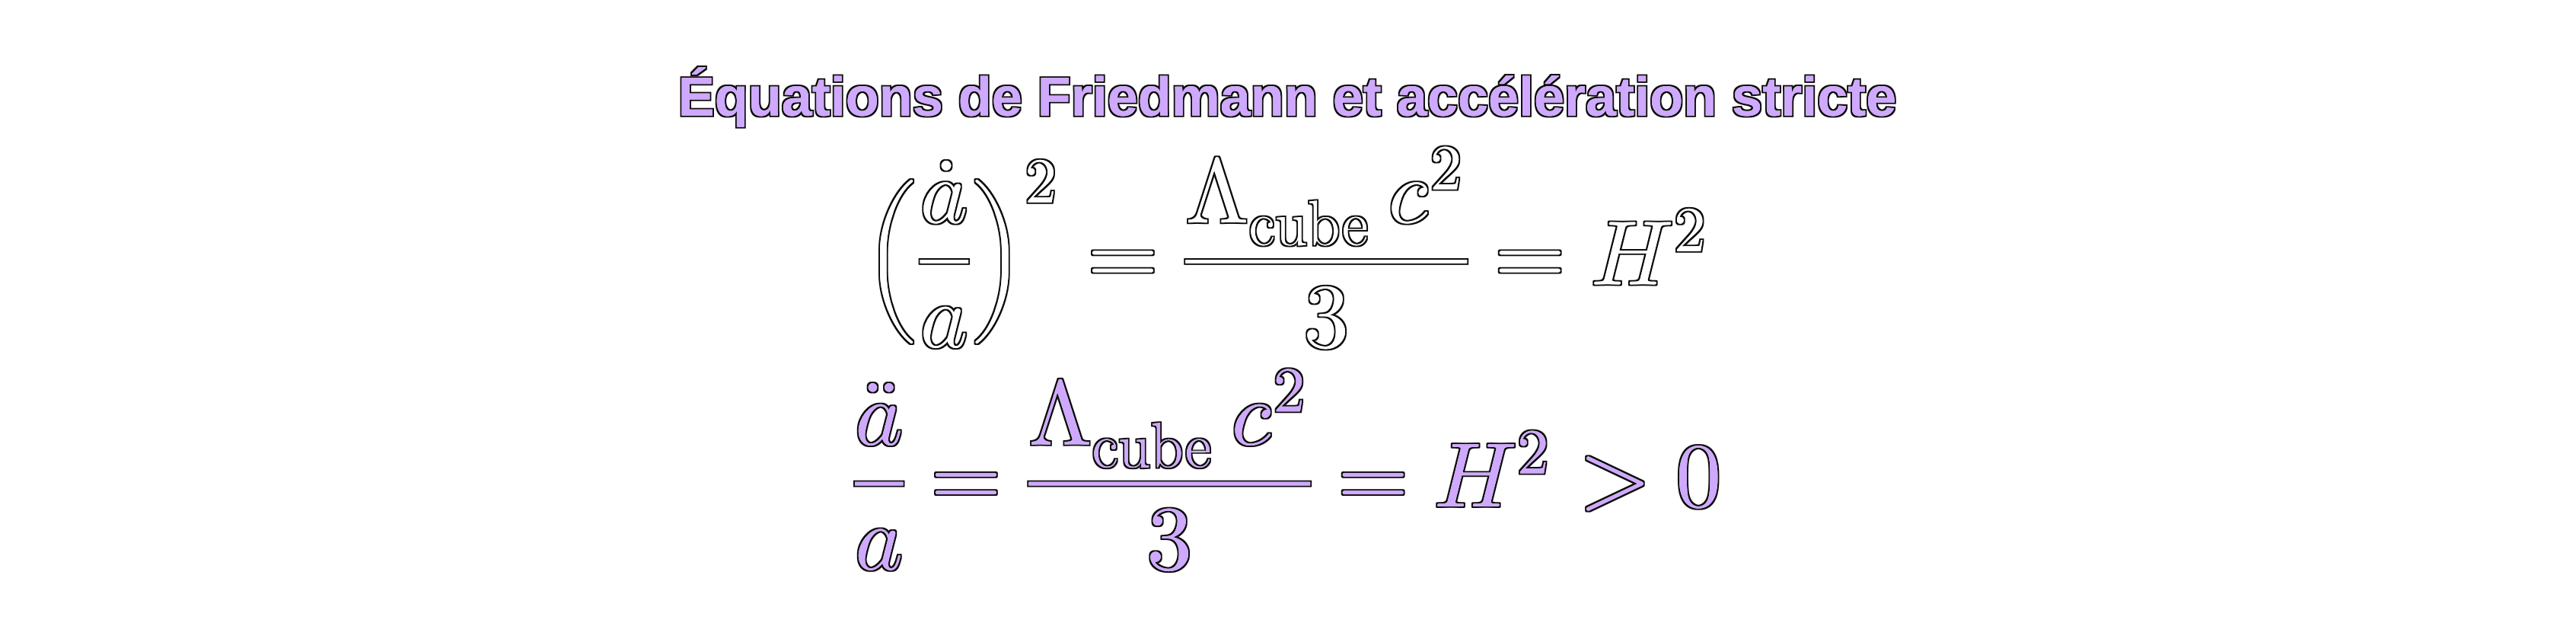 Équations de Friedmann et accélération stricte
(ȧ/a)² = Λ_cube c²/3 = H²
ä/a = Λ_cube c²/3 = H² > 0